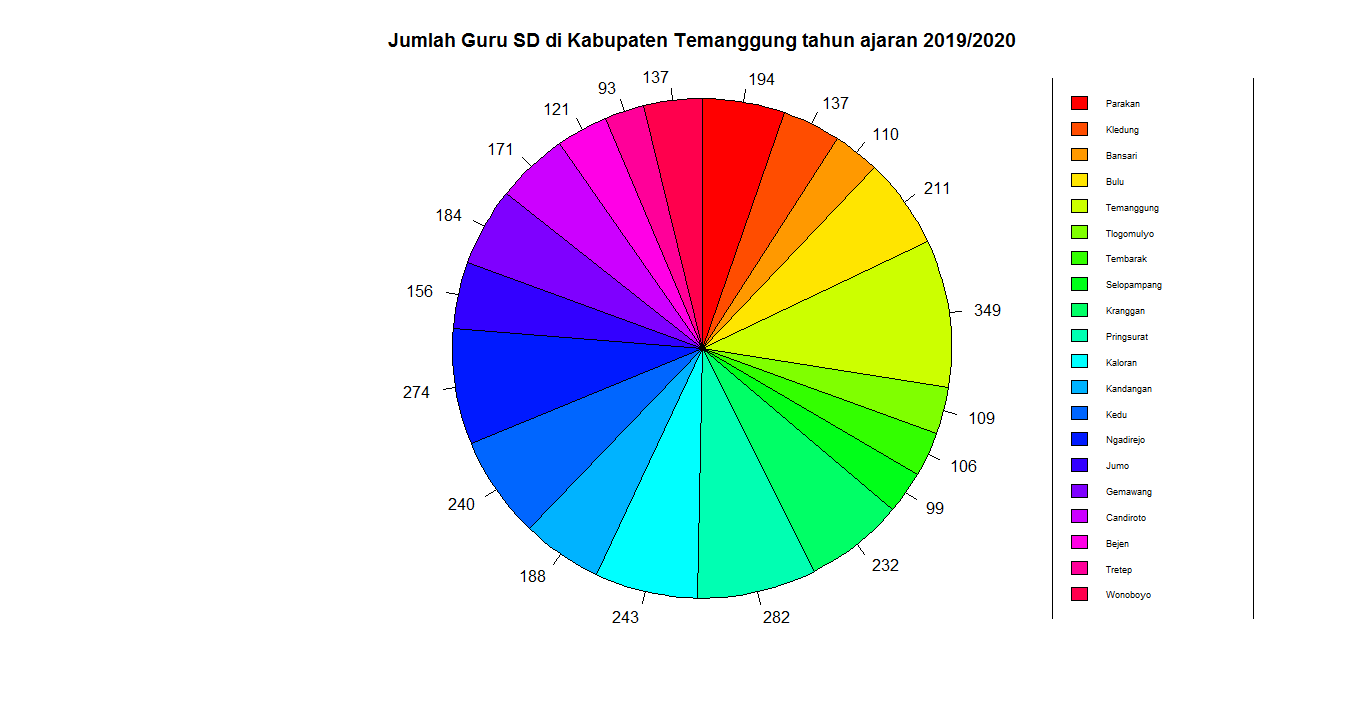 Jumlah Guru SD di Kabupaten Temanggung tahun ajaran 2019/2020
194
137
110
211
349
109
106
99
232
282
243
188
240
274
156
184
171
121
93
137
Parakan
Kledung
Bansari
Bulu
Temanggung
Tlogomulyo
Tembarak
Selopampang
Kranggan
Pringsurat
Kaloran
Kandangan
Kedu
Ngadirejo
Jumo
Gemawang
Candiroto
Bejen
Tretep
Wonoboyo